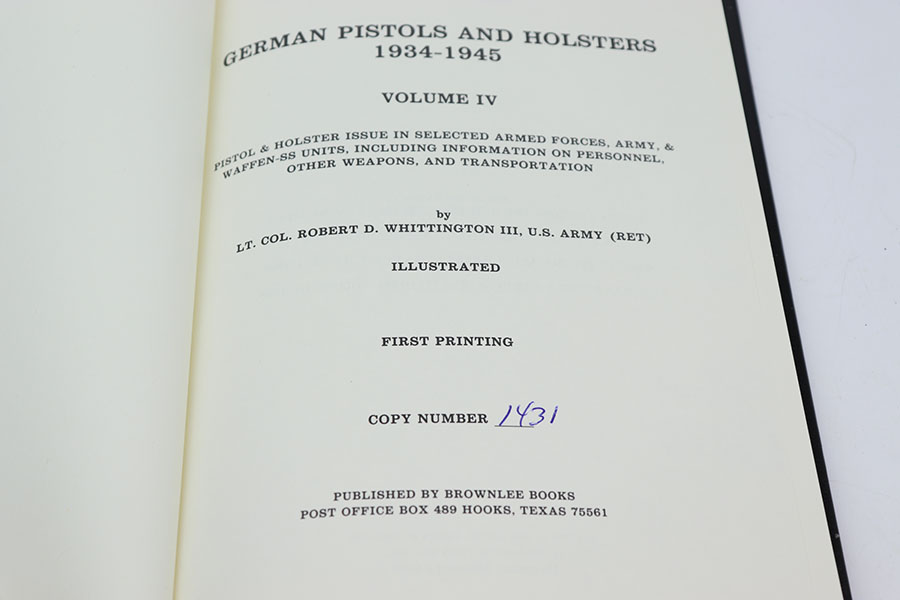 GERMAN PISTOLS AND HOLSTERS
1934-1945
VOLUME IV
PISTOL & HOLSTER ISSUE IN SELECTED ARMED FORCES, ARMY, &
WAFFEN-SS UNITS, INCLUDING INFORMATION ON PERSONNEL,
OTHER WEAPONS, AND TRANSPORTATION
by
LT. COL. ROBERT D. WHITTINGTON III, U.S. ARMY (RET)
ILLUSTRATED
FIRST PRINTING
COPY NUMBER 1431
PUBLISHED BY BROWNLEE BOOKS
POST OFFICE BOX 489 HOOKS, TEXAS 75561